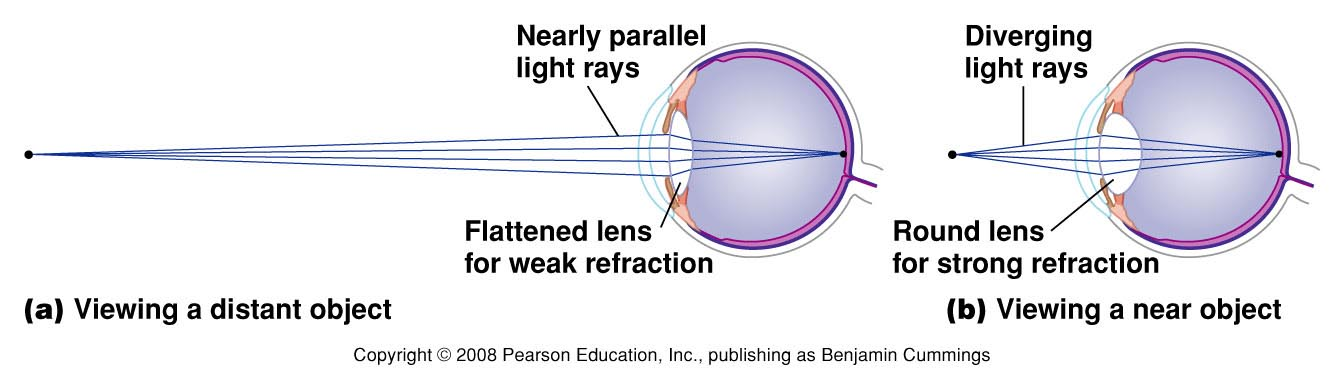 Nearly parallel
light rays
Flattened lens
for weak refraction
(a) Viewing a distant object
Diverging
light rays
Round lens
for strong refraction
(b) Viewing a near object
Copyright © 2008 Pearson Education, Inc., publishing as Benjamin Cummings